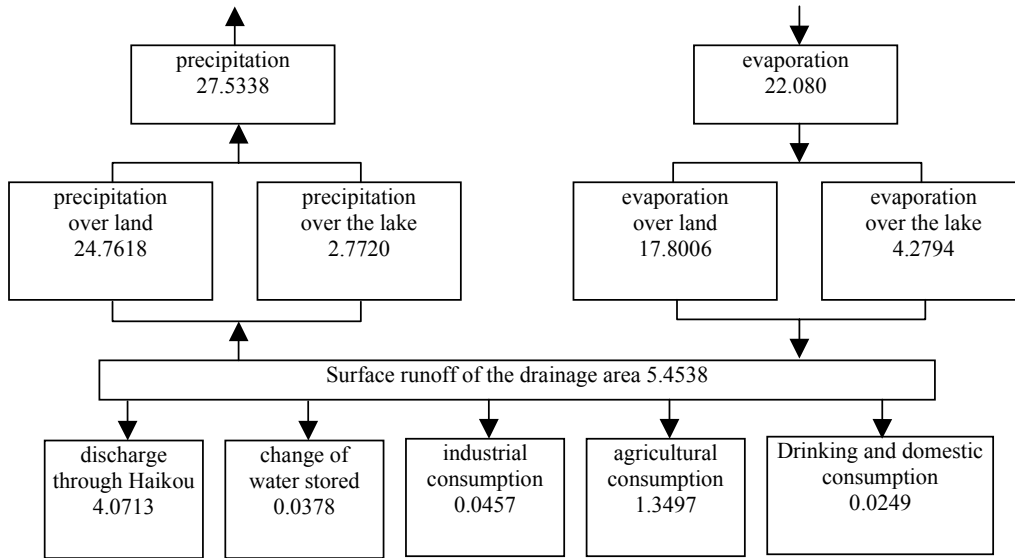 precipitation
27.5338
evaporation
22.080
precipitation
over land
24.7618
precipitation
over the lake
2.7720
evaporation
over land
17.8006
evaporation
over the lake
4.2794
Surface runoff of the drainage area 5.4538
discharge
through Haikou
4.0713
change of
water stored
0.0378
industrial
consumption
0.0457
agricultural
consumption
1.3497
Drinking and domestic
consumption
0.0249